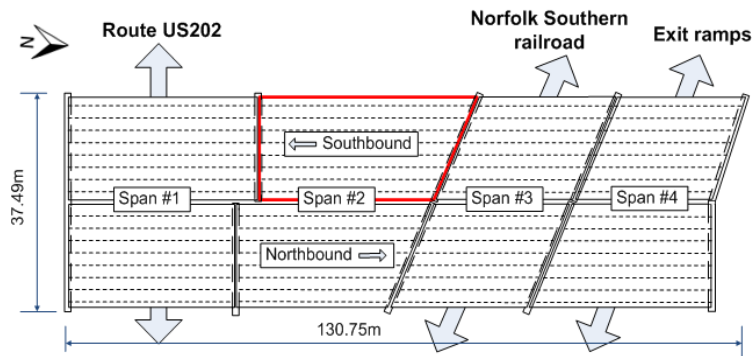 Route US202
Norfolk Southern
railroad
Exit ramps
N
Southbound
Span #1
Span #2
Span #3
Span #4
Northbound
37.49m
130.75m